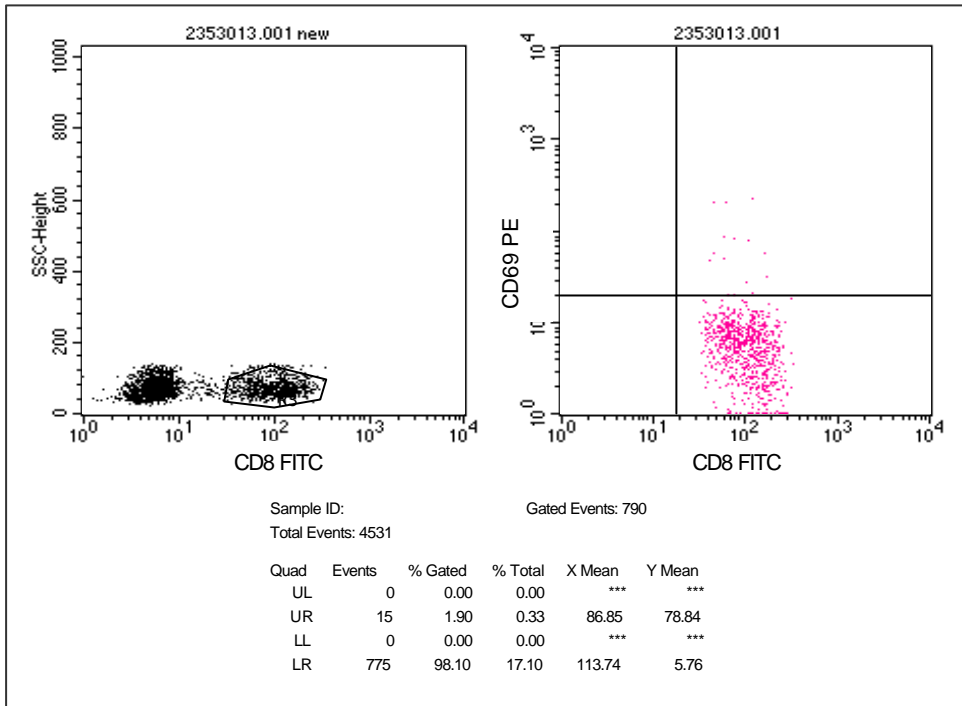 2353013.001 new
SSC-Height
1000
800
600
400
200
0
10^0 10^1 10^2 10^3 10^4
CD8 FITC
2353013.001
CD69 PE
10^4
10^3
10
10^0
10^0 10^1 10^2 10^3 10^4
CD8 FITC
Sample ID: Gated Events: 790
Total Events: 4531
Quad Events % Gated % Total X Mean Y Mean
UL 0 0.00 0.00 *** ***
UR 15 1.90 0.33 86.85 78.84
LL 0 0.00 0.00 *** ***
LR 775 98.10 17.10 113.74 5.76